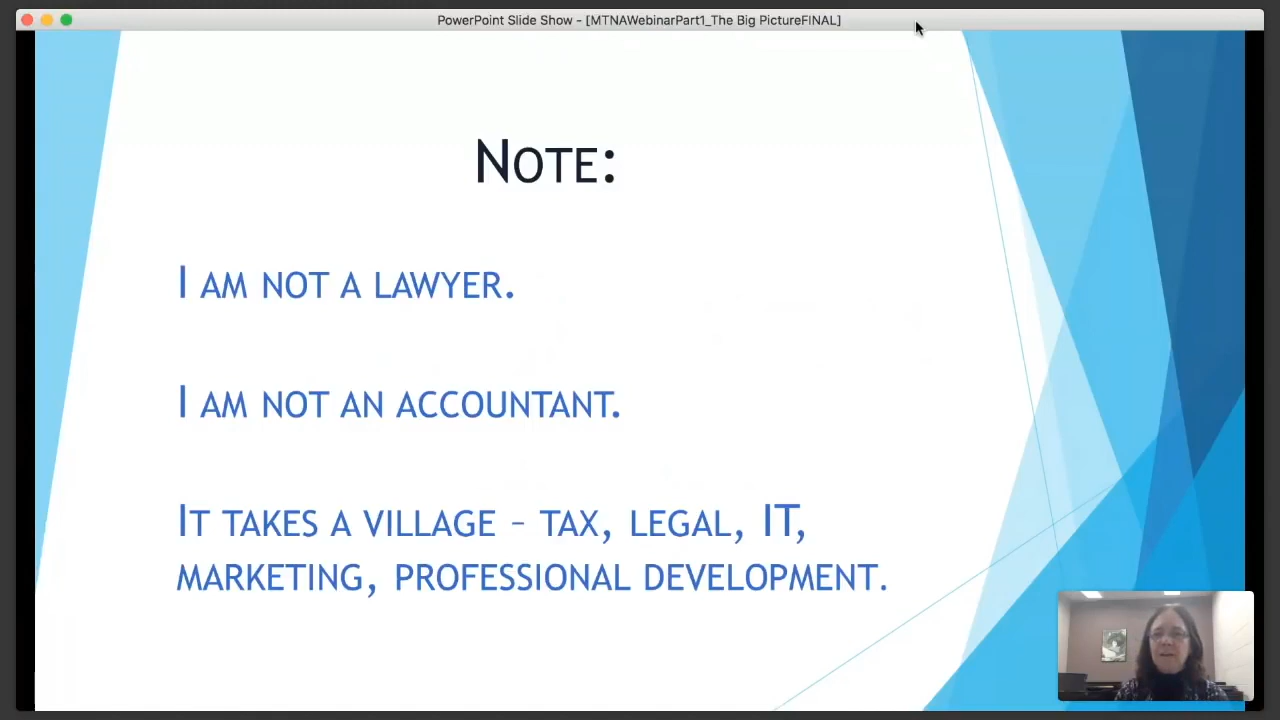 PowerPoint Slide Show - [MTNAWebinarPart1_The Big PictureFINAL]
NOTE:
I AM NOT A LAWYER.
I AM NOT AN ACCOUNTANT.
IT TAKES A VILLAGE – TAX, LEGAL, IT,
MARKETING, PROFESSIONAL DEVELOPMENT.